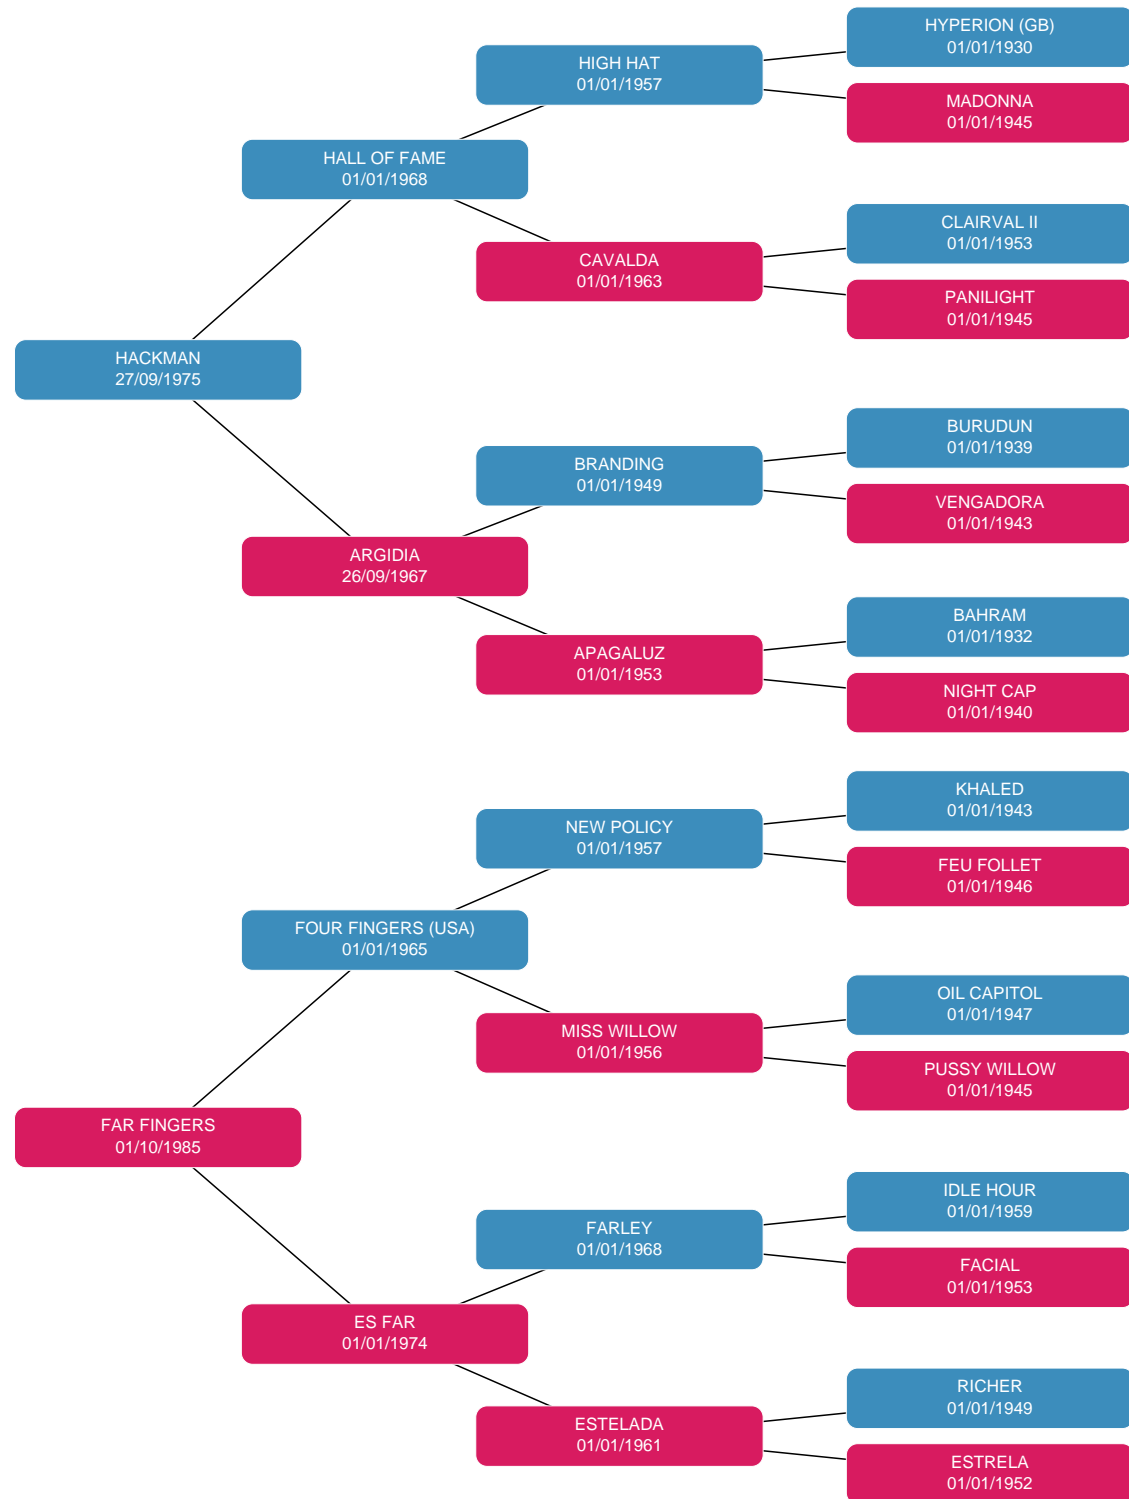 HYPERION (GB)
01/01/1930
HIGH HAT
01/01/1957
MADONNA
01/01/1945
HALL OF FAME
01/01/1968
CLAIRVAL II
01/01/1953
CAVALDA
01/01/1963
PANILIGHT
01/01/1945
HACKMAN
27/09/1975
BURUDUN
01/01/1939
BRANDING
01/01/1949
VENGADORA
01/01/1943
ARGIDIA
26/09/1967
BAHRAM
01/01/1932
APAGALUZ
01/01/1953
NIGHT CAP
01/01/1940
KHALED
01/01/1943
NEW POLICY
01/01/1957
FEU FOLLET
01/01/1946
FOUR FINGERS (USA)
01/01/1965
OIL CAPITOL
01/01/1947
MISS WILLOW
01/01/1956
PUSSY WILLOW
01/01/1945
FAR FINGERS
01/10/1985
IDLE HOUR
01/01/1959
FARLEY
01/01/1968
FACIAL
01/01/1953
ES FAR
01/01/1974
RICHER
01/01/1949
ESTELADA
01/01/1961
ESTRELA
01/01/1952